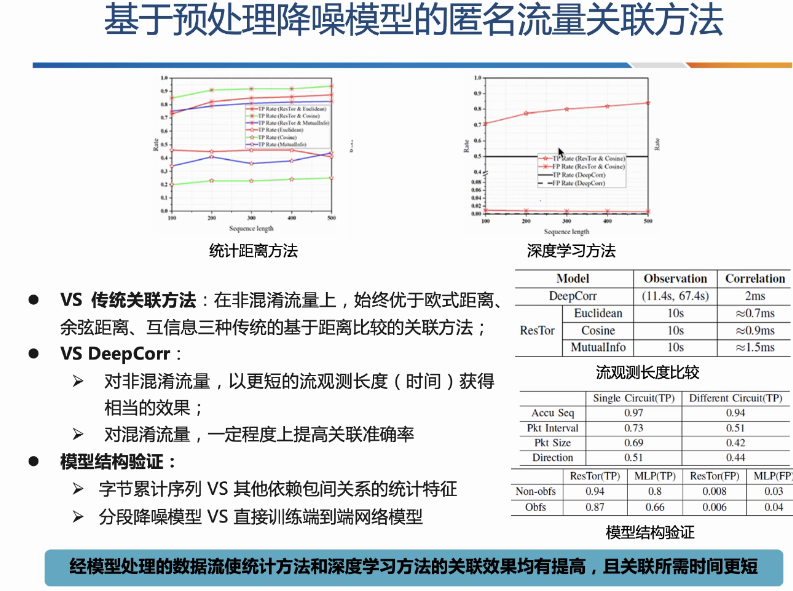 基于预处理降噪模型的匿名流量关联方法
1.0
0.9
0.8
0.7
0.6
0.5
0.4
0.3
0.2
0.1
0.0
Rate
TP Rate (ResTor & Euclidean)
TP Rate (ResTor & Cosine)
TP Rate (ResTor & MutualInfo)
TP Rate (Euclidean)
TP Rate (Cosine)
TP Rate (MutualInfo)
100 200 300 400 500
Sequence length
统计距离方法
1.0
0.9
0.8
0.7
0.6
0.5
0.4
0.08
0.06
0.04
0.02
0.00
Rate
Rate
TP Rate (ResTor & Cosine)
FP Rate (ResTor & Cosine)
TP Rate (DeepCorr)
FP Rate (DeepCorr)
100 200 300 400 500
Sequence length
深度学习方法
● VS 传统关联方法：在非混淆流量上，始终优于欧式距离、
余弦距离、互信息三种传统的基于距离比较的关联方法；
● VS DeepCorr：
➢ 对非混淆流量，以更短的流观测长度（时间）获得
相当的效果；
➢ 对混淆流量，一定程度上提高关联准确率
● 模型结构验证：
➢ 字节累计序列 VS 其他依赖包间关系的统计特征
➢ 分段降噪模型 VS 直接训练端到端网络模型
Model Observation Correlation
DeepCorr (11.4s, 67.4s) 2ms
Euclidean 10s ≈0.7ms
ResTor Cosine 10s ≈0.9ms
MutualInfo 10s ≈1.5ms
流观测长度比较
Single Circuit(TP) Different Circuit(TP)
Accu Seq 0.97 0.94
Pkt Interval 0.73 0.51
Pkt Size 0.69 0.42
Direction 0.51 0.44
ResTor(TP) MLP(TP) ResTor(FP) MLP(FP)
Non-obfs 0.94 0.8 0.008 0.03
Obfs 0.87 0.66 0.006 0.04
模型结构验证
经模型处理的数据流使统计方法和深度学习方法的关联效果均有提高，且关联所需时间更短